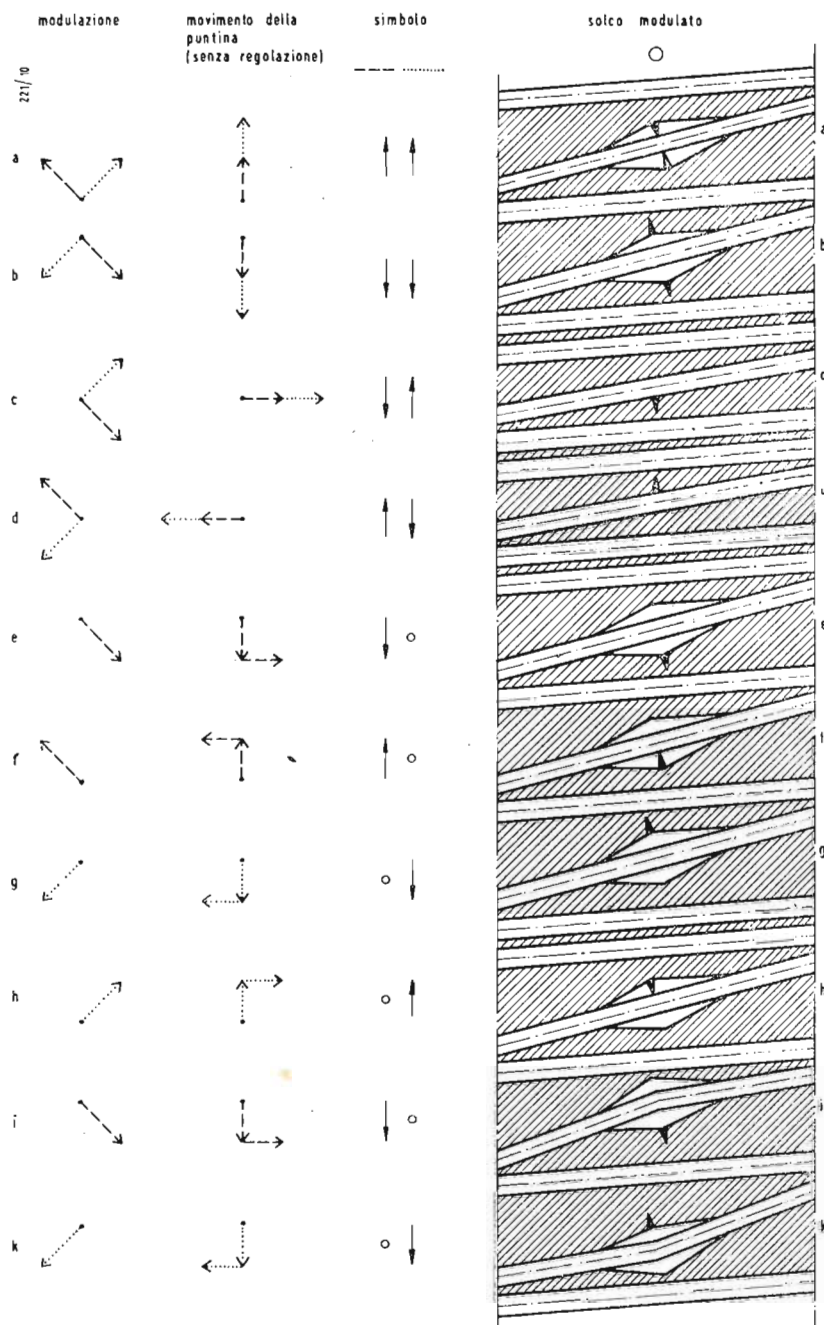 modulazione
movimento della
puntina
(senza regolazione)
simbolo
solco modulato
221/10
a
a
b
b
c
d
e
e
f
f
g
g
h
h
i
i
k
k